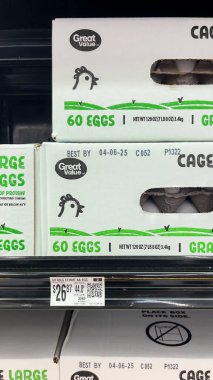 Great
Value
60 EGGS
NET WT 120 OZ (7 LB 8 OZ) 3.4kg
GRA
BEST BY 04-06-25 C052 P1322
Great
Value
CAGE
LARGE
EGGS
OF PROTEIN
60 EGGS
NET WT 120 OZ (7 LB 8 OZ) 3.4kg
GRA
$26 87
PLACE BOX
ON ITS SIDE.
BEST BY 04-06-25 C052 P1322
CAGE
LARGE